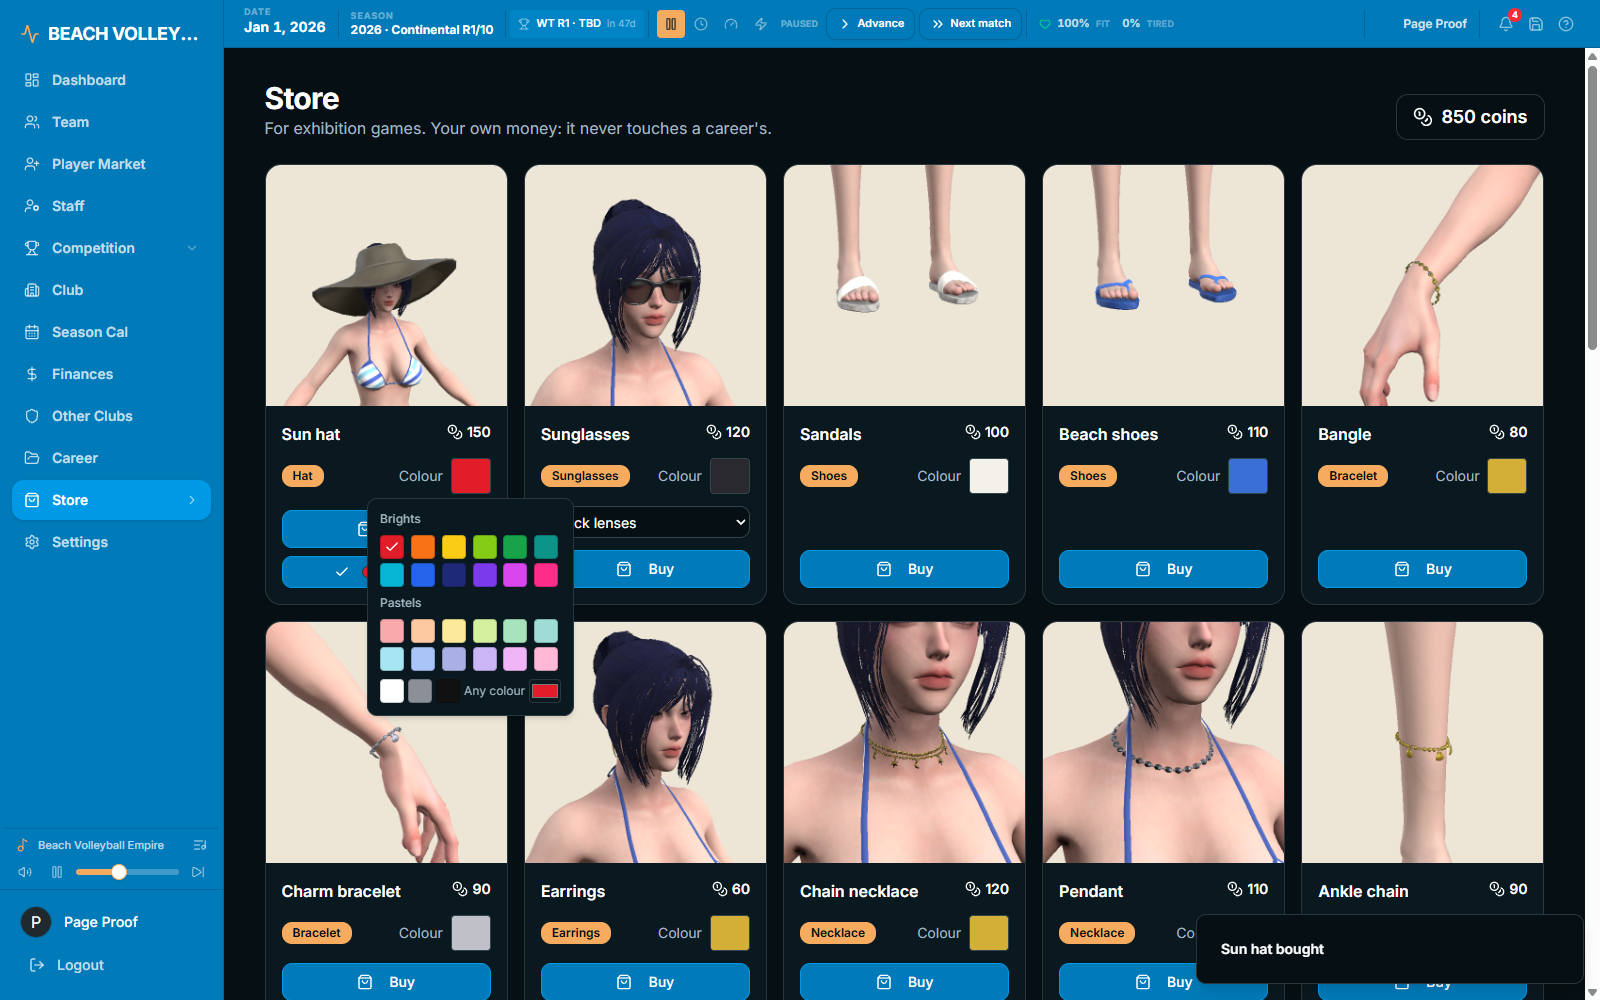 BEACH VOLLEY...
DATE
Jan 1, 2026
SEASON
2026 · Continental R1/10
WT R1 · TBD in 47d
PAUSED
Advance
Next match
100% FIT 0% TIRED
Page Proof
4
Dashboard
Team
Player Market
Staff
Competition
Club
Season Cal
Finances
Other Clubs
Career
Store
Settings
Beach Volleyball Empire
P
Page Proof
Logout
Store
For exhibition games. Your own money: it never touches a career's.
850 coins
Sun hat 150
Hat Colour
Sunglasses 120
Sunglasses Colour
ck lenses
Buy
Sandals 100
Shoes Colour
Buy
Beach shoes 110
Shoes Colour
Buy
Bangle 80
Bracelet Colour
Buy
Brights
Pastels
Any colour
Charm bracelet 90
Bracelet Colour
Buy
Earrings 60
Earrings Colour
Buy
Chain necklace 120
Necklace Colour
Buy
Pendant 110
Necklace Co
Buy
Ankle chain 90
Sun hat bought